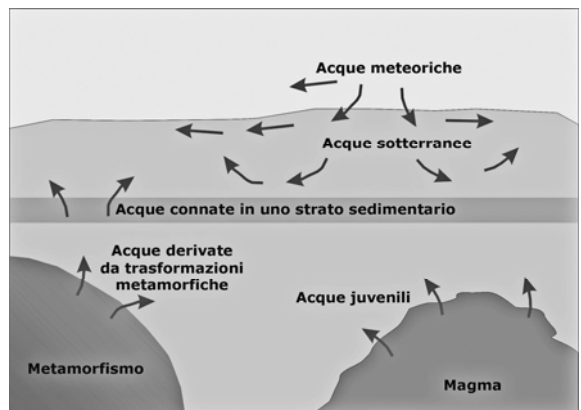 Acque meteoriche
Acque sotterranee
Acque connate in uno strato sedimentario
Acque derivate
da trasformazioni
metamorfiche
Acque juvenili
Metamorfismo
Magma